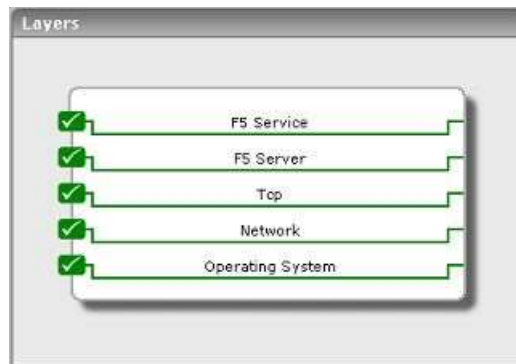 Layers
F5 Service
F5 Server
Tcp
Network
Operating System